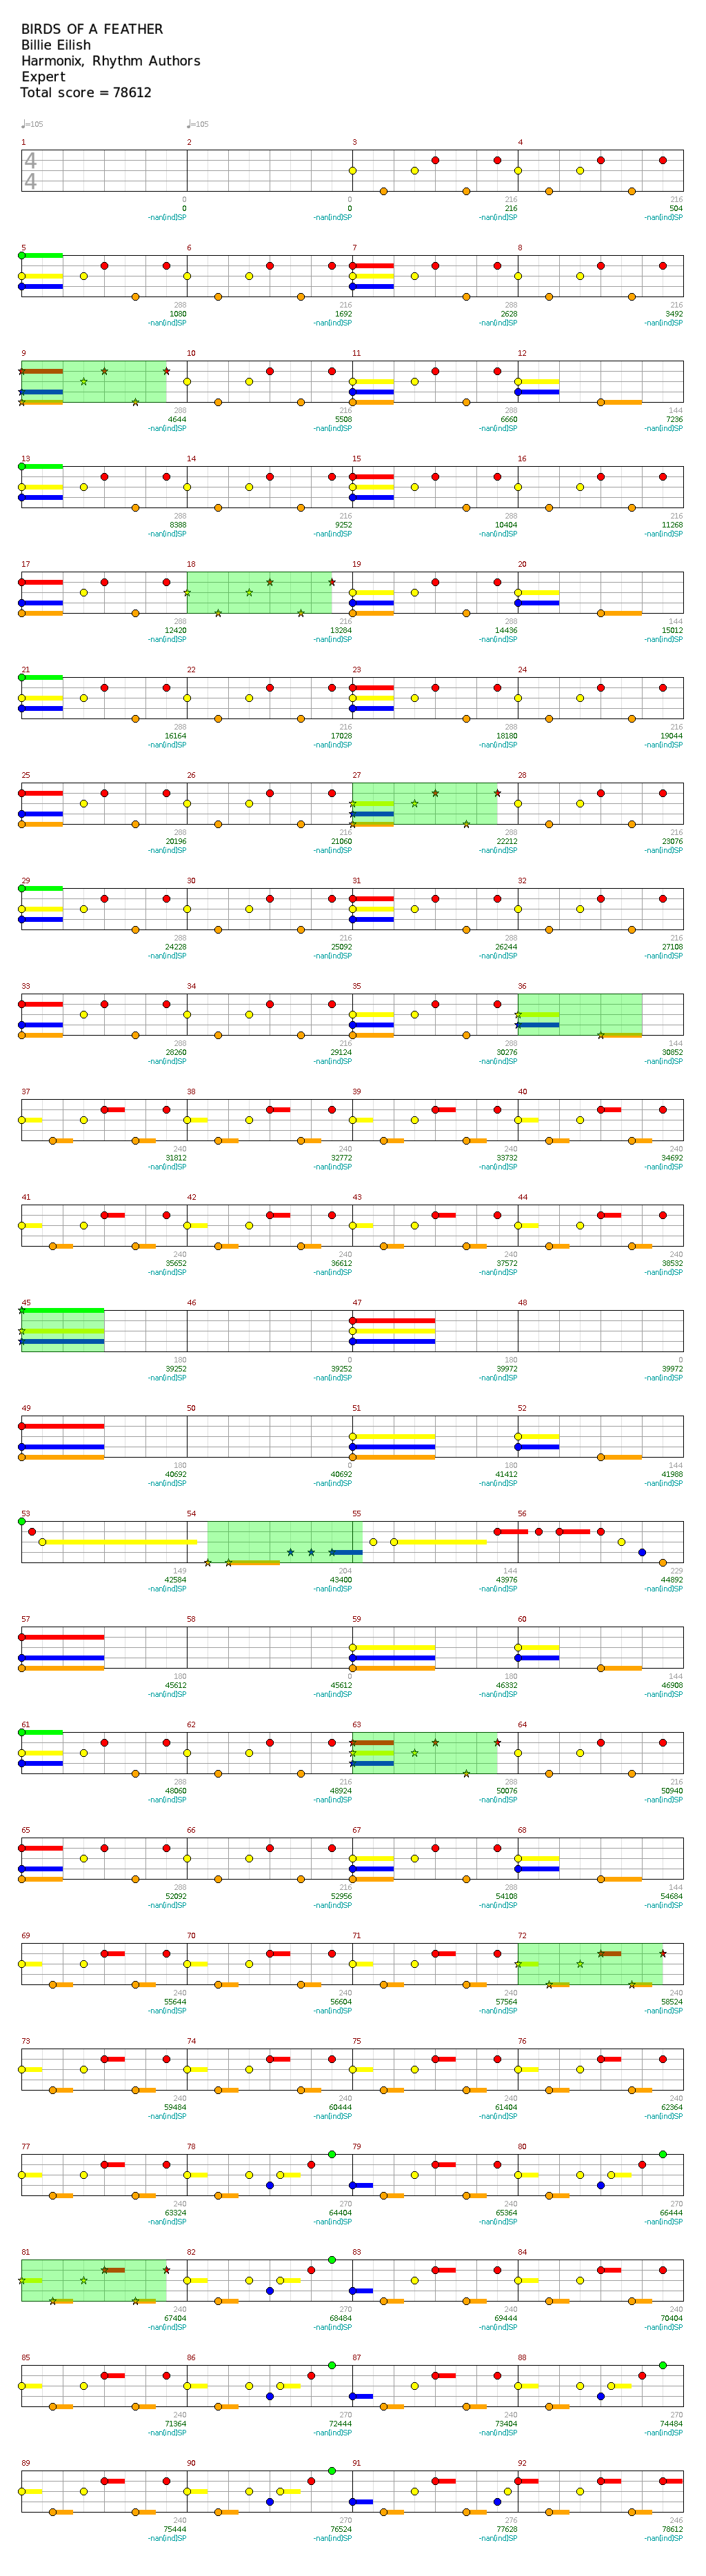 BIRDS OF A FEATHER
Billie Eilish
Harmonix, Rhythm Authors
Expert
Total score = 78612
♩=105 ♩=105
1 2 3 4
4
4
0 0 216 216
0 0 216 504
-nan(ind)SP -nan(ind)SP -nan(ind)SP -nan(ind)SP
5 6 7 8
288 216 288 216
1080 1692 2628 3492
-nan(ind)SP -nan(ind)SP -nan(ind)SP -nan(ind)SP
9 10 11 12
288 216 288 144
4644 5508 6660 7236
-nan(ind)SP -nan(ind)SP -nan(ind)SP -nan(ind)SP
13 14 15 16
288 216 288 216
8388 9252 10404 11268
-nan(ind)SP -nan(ind)SP -nan(ind)SP -nan(ind)SP
17 18 19 20
288 216 288 144
12420 13284 14436 15012
-nan(ind)SP -nan(ind)SP -nan(ind)SP -nan(ind)SP
21 22 23 24
288 216 288 216
16164 17028 18180 19044
-nan(ind)SP -nan(ind)SP -nan(ind)SP -nan(ind)SP
25 26 27 28
288 216 288 216
20196 21060 22212 23076
-nan(ind)SP -nan(ind)SP -nan(ind)SP -nan(ind)SP
29 30 31 32
288 216 288 216
24228 25092 26244 27108
-nan(ind)SP -nan(ind)SP -nan(ind)SP -nan(ind)SP
33 34 35 36
288 216 288 144
28260 29124 30276 30852
-nan(ind)SP -nan(ind)SP -nan(ind)SP -nan(ind)SP
37 38 39 40
240 240 240 240
31812 32772 33732 34692
-nan(ind)SP -nan(ind)SP -nan(ind)SP -nan(ind)SP
41 42 43 44
240 240 240 240
35652 36612 37572 38532
-nan(ind)SP -nan(ind)SP -nan(ind)SP -nan(ind)SP
45 46 47 48
180 0 180 0
39252 39252 39972 39972
-nan(ind)SP -nan(ind)SP -nan(ind)SP -nan(ind)SP
49 50 51 52
180 0 180 144
40692 40692 41412 41988
-nan(ind)SP -nan(ind)SP -nan(ind)SP -nan(ind)SP
53 54 55 56
149 204 144 229
42584 43400 43976 44892
-nan(ind)SP -nan(ind)SP -nan(ind)SP -nan(ind)SP
57 58 59 60
180 0 180 144
45612 45612 46332 46908
-nan(ind)SP -nan(ind)SP -nan(ind)SP -nan(ind)SP
61 62 63 64
288 216 288 216
48060 48924 50076 50940
-nan(ind)SP -nan(ind)SP -nan(ind)SP -nan(ind)SP
65 66 67 68
288 216 288 144
52092 52956 54108 54684
-nan(ind)SP -nan(ind)SP -nan(ind)SP -nan(ind)SP
69 70 71 72
240 240 240 240
55644 56604 57564 58524
-nan(ind)SP -nan(ind)SP -nan(ind)SP -nan(ind)SP
73 74 75 76
240 240 240 240
59484 60444 61404 62364
-nan(ind)SP -nan(ind)SP -nan(ind)SP -nan(ind)SP
77 78 79 80
240 270 240 270
63324 64404 65364 66444
-nan(ind)SP -nan(ind)SP -nan(ind)SP -nan(ind)SP
81 82 83 84
240 270 240 240
67404 68484 69444 70404
-nan(ind)SP -nan(ind)SP -nan(ind)SP -nan(ind)SP
85 86 87 88
240 270 240 270
71364 72444 73404 74484
-nan(ind)SP -nan(ind)SP -nan(ind)SP -nan(ind)SP
89 90 91 92
240 270 276 246
75444 76524 77628 78612
-nan(ind)SP -nan(ind)SP -nan(ind)SP -nan(ind)SP